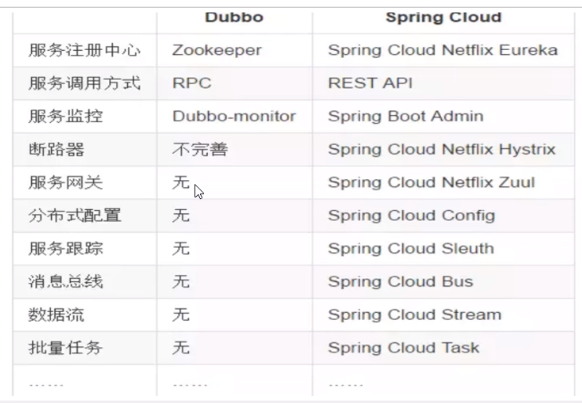 Dubbo Spring Cloud
服务注册中心 Zookeeper Spring Cloud Netflix Eureka
服务调用方式 RPC REST API
服务监控 Dubbo-monitor Spring Boot Admin
断路器 不完善 Spring Cloud Netflix Hystrix
服务网关 无 Spring Cloud Netflix Zuul
分布式配置 无 Spring Cloud Config
服务跟踪 无 Spring Cloud Sleuth
消息总线 无 Spring Cloud Bus
数据流 无 Spring Cloud Stream
批量任务 无 Spring Cloud Task
…… …… ……